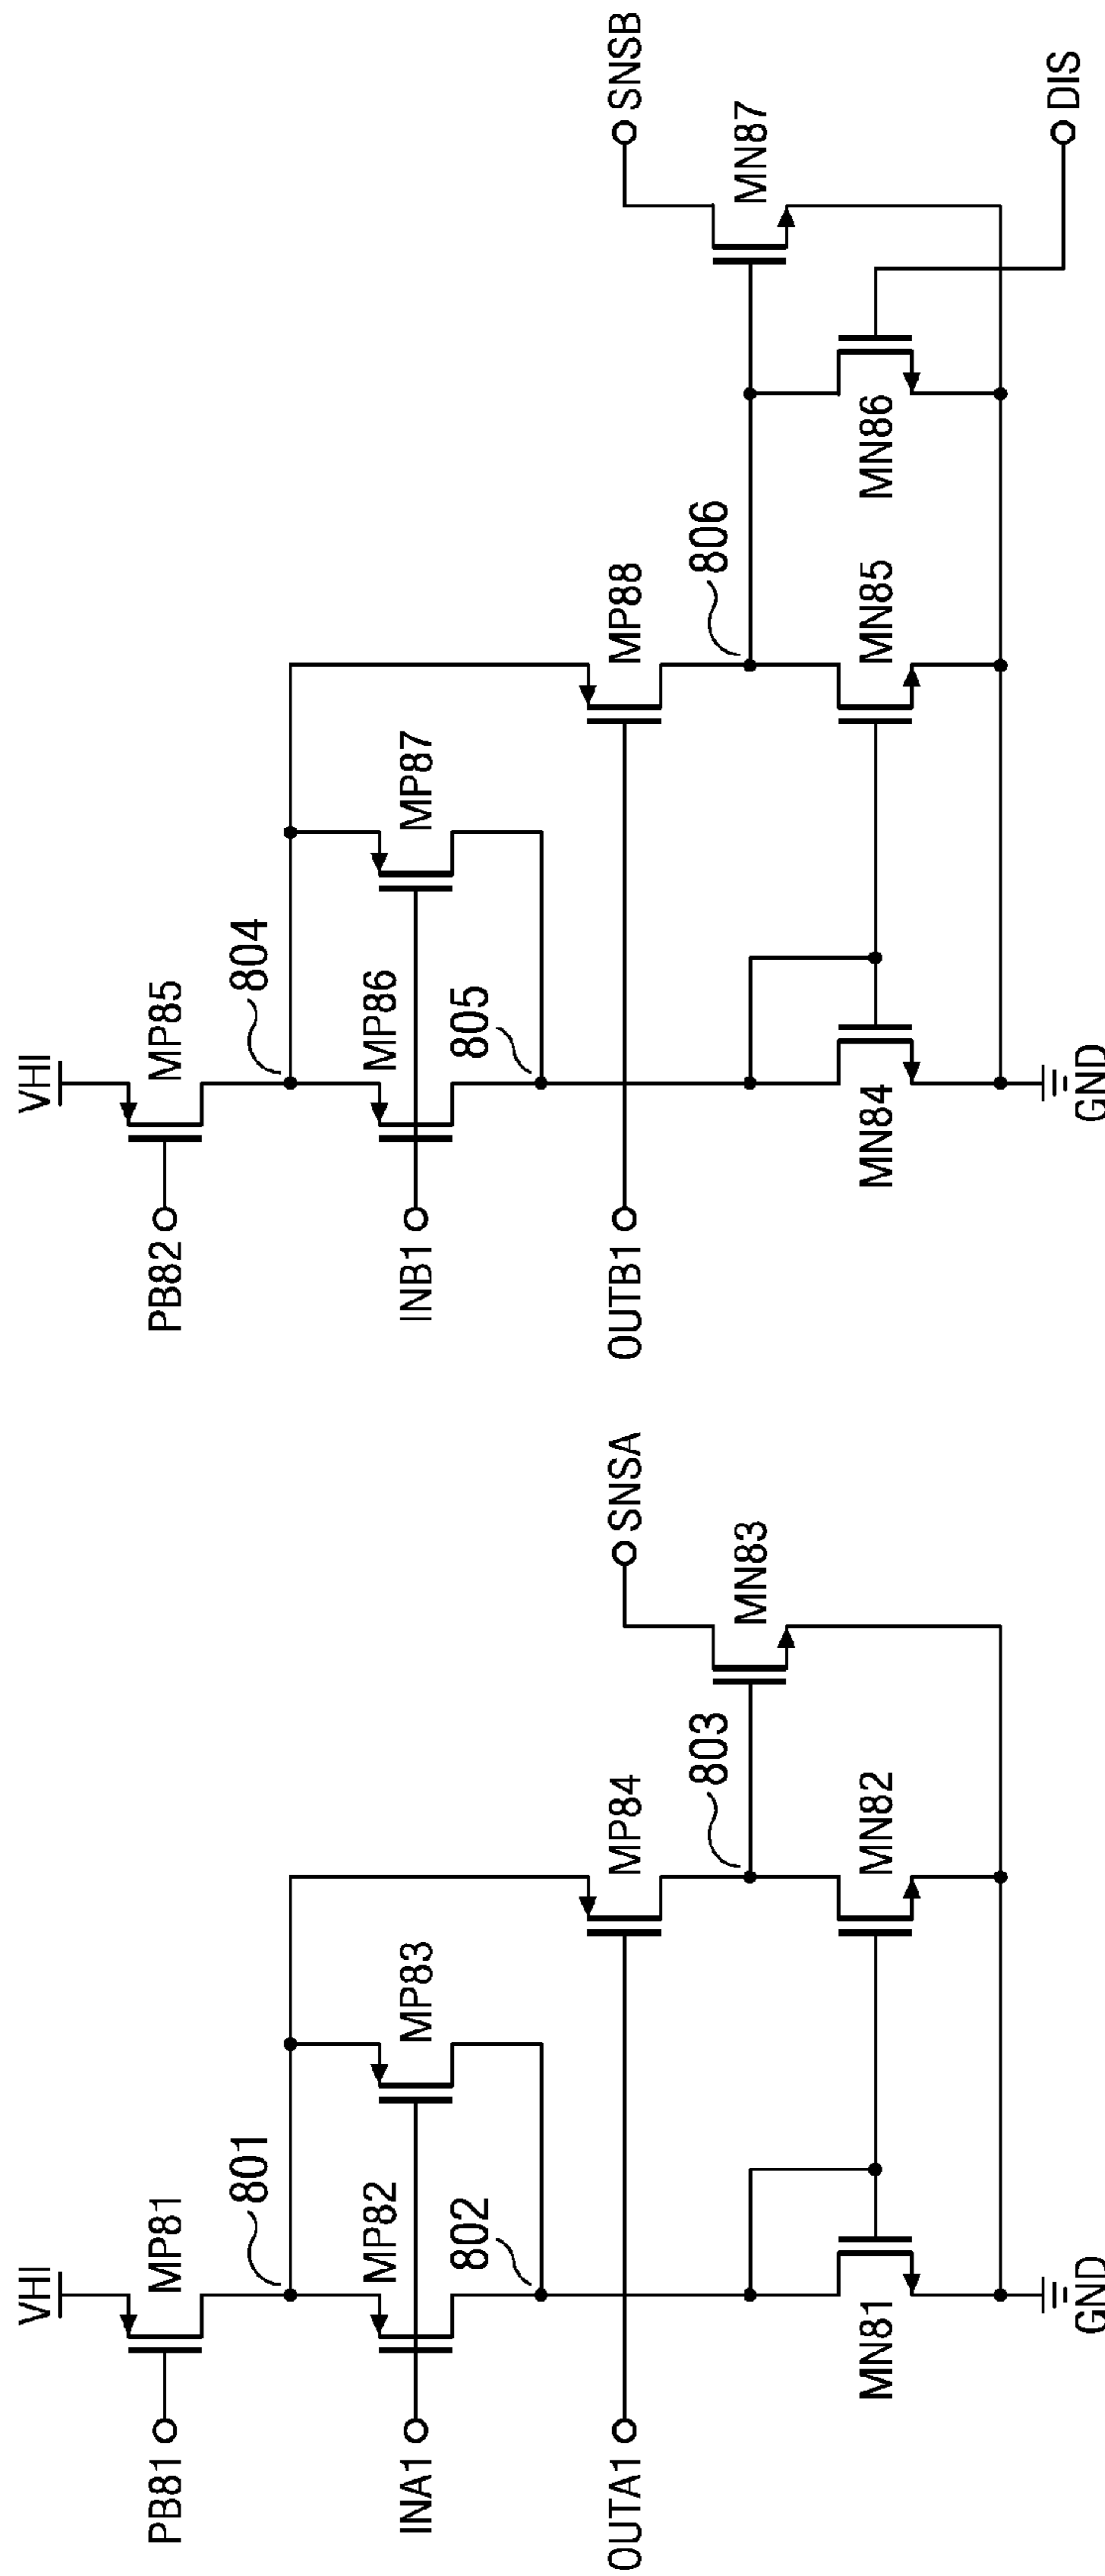 VHI
PB81
MP81
801
INA1
MP82
MP83
802
OUTA1
MP84
803
SNSA
MN83
MN81
MN82
GND
VHI
PB82
MP85
804
INB1
MP86
MP87
805
OUTB1
MP88
806
SNSB
MN87
MN84
MN85
MN86
DIS
GND